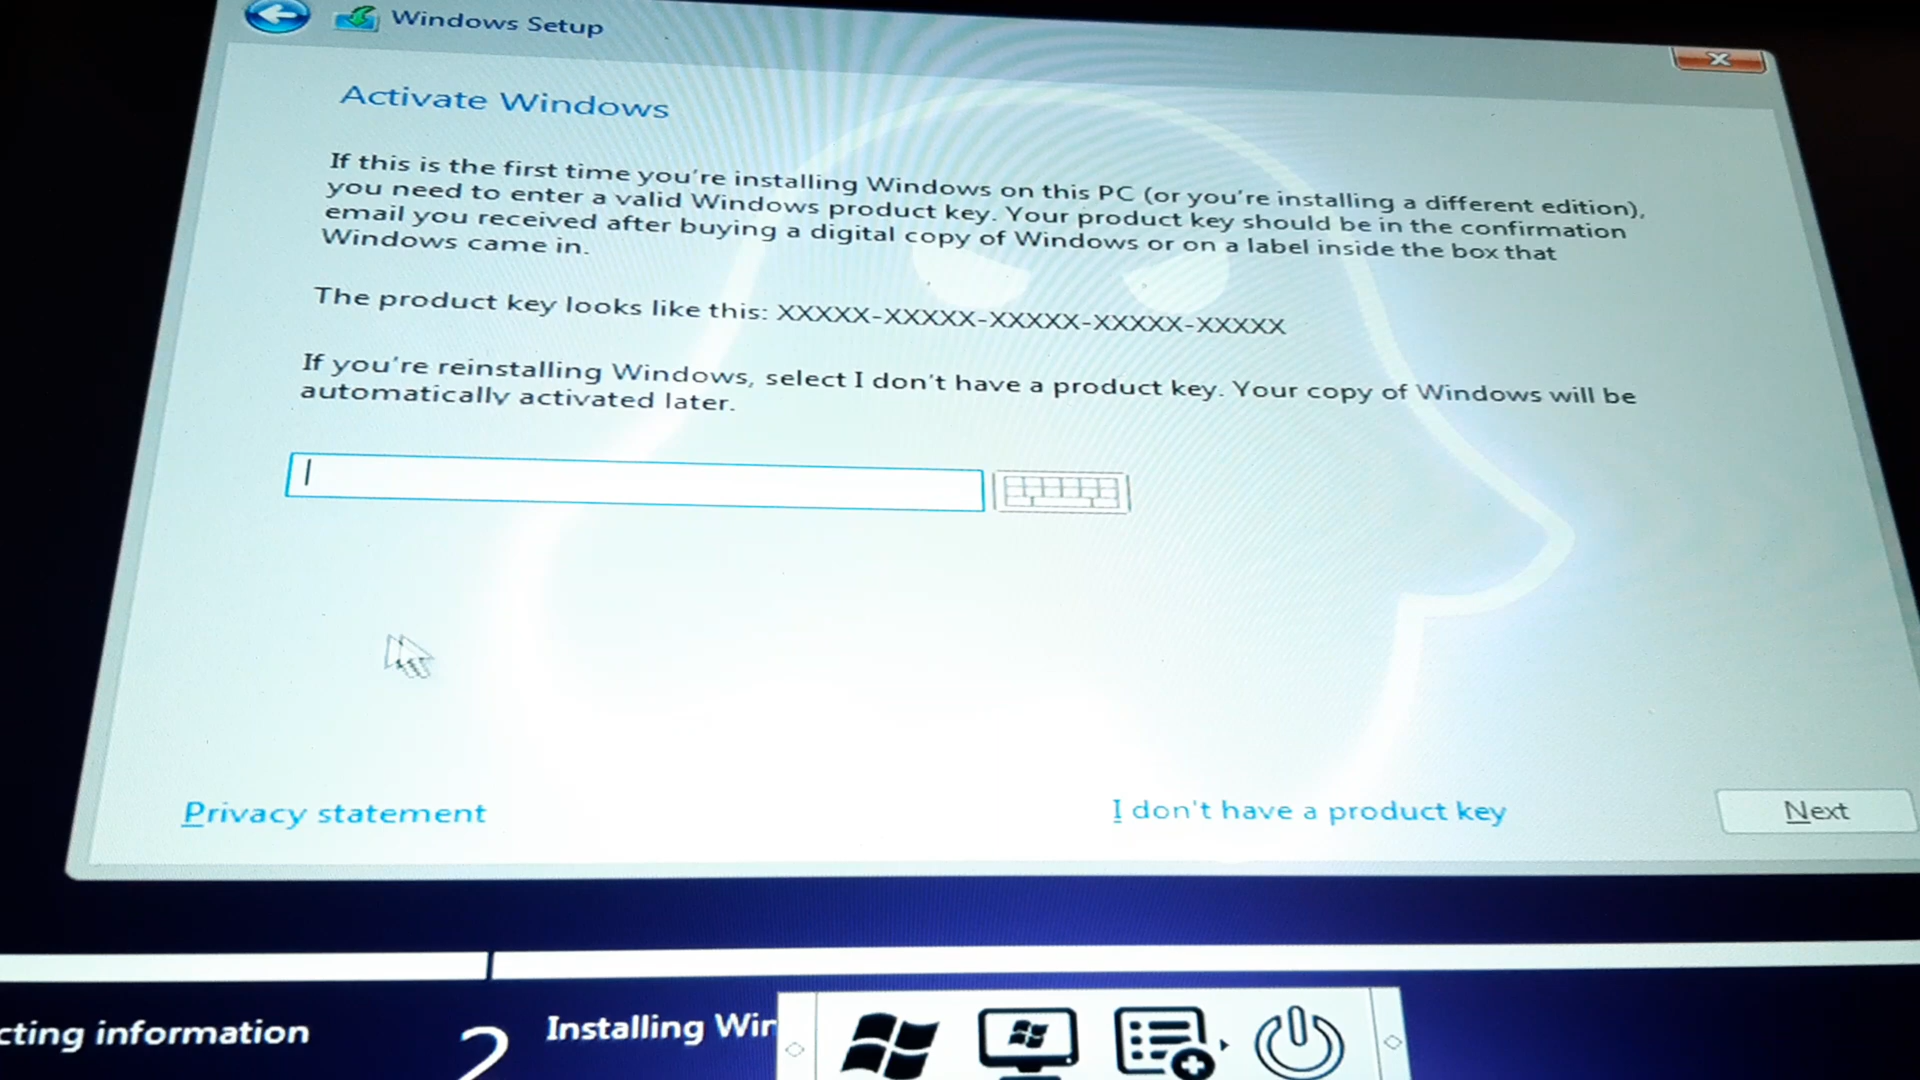 Windows Setup
Activate Windows
If this is the first time you're installing Windows on this PC (or you're installing a different edition),
you need to enter a valid Windows product key. Your product key should be in the confirmation
email you received after buying a digital copy of Windows or on a label inside the box that
Windows came in.
The product key looks like this: XXXXX-XXXXX-XXXXX-XXXXX-XXXXX
If you're reinstalling Windows, select I don't have a product key. Your copy of Windows will be
automatically activated later.
Privacy statement
I don't have a product key
Next
cting information
2
Installing Win